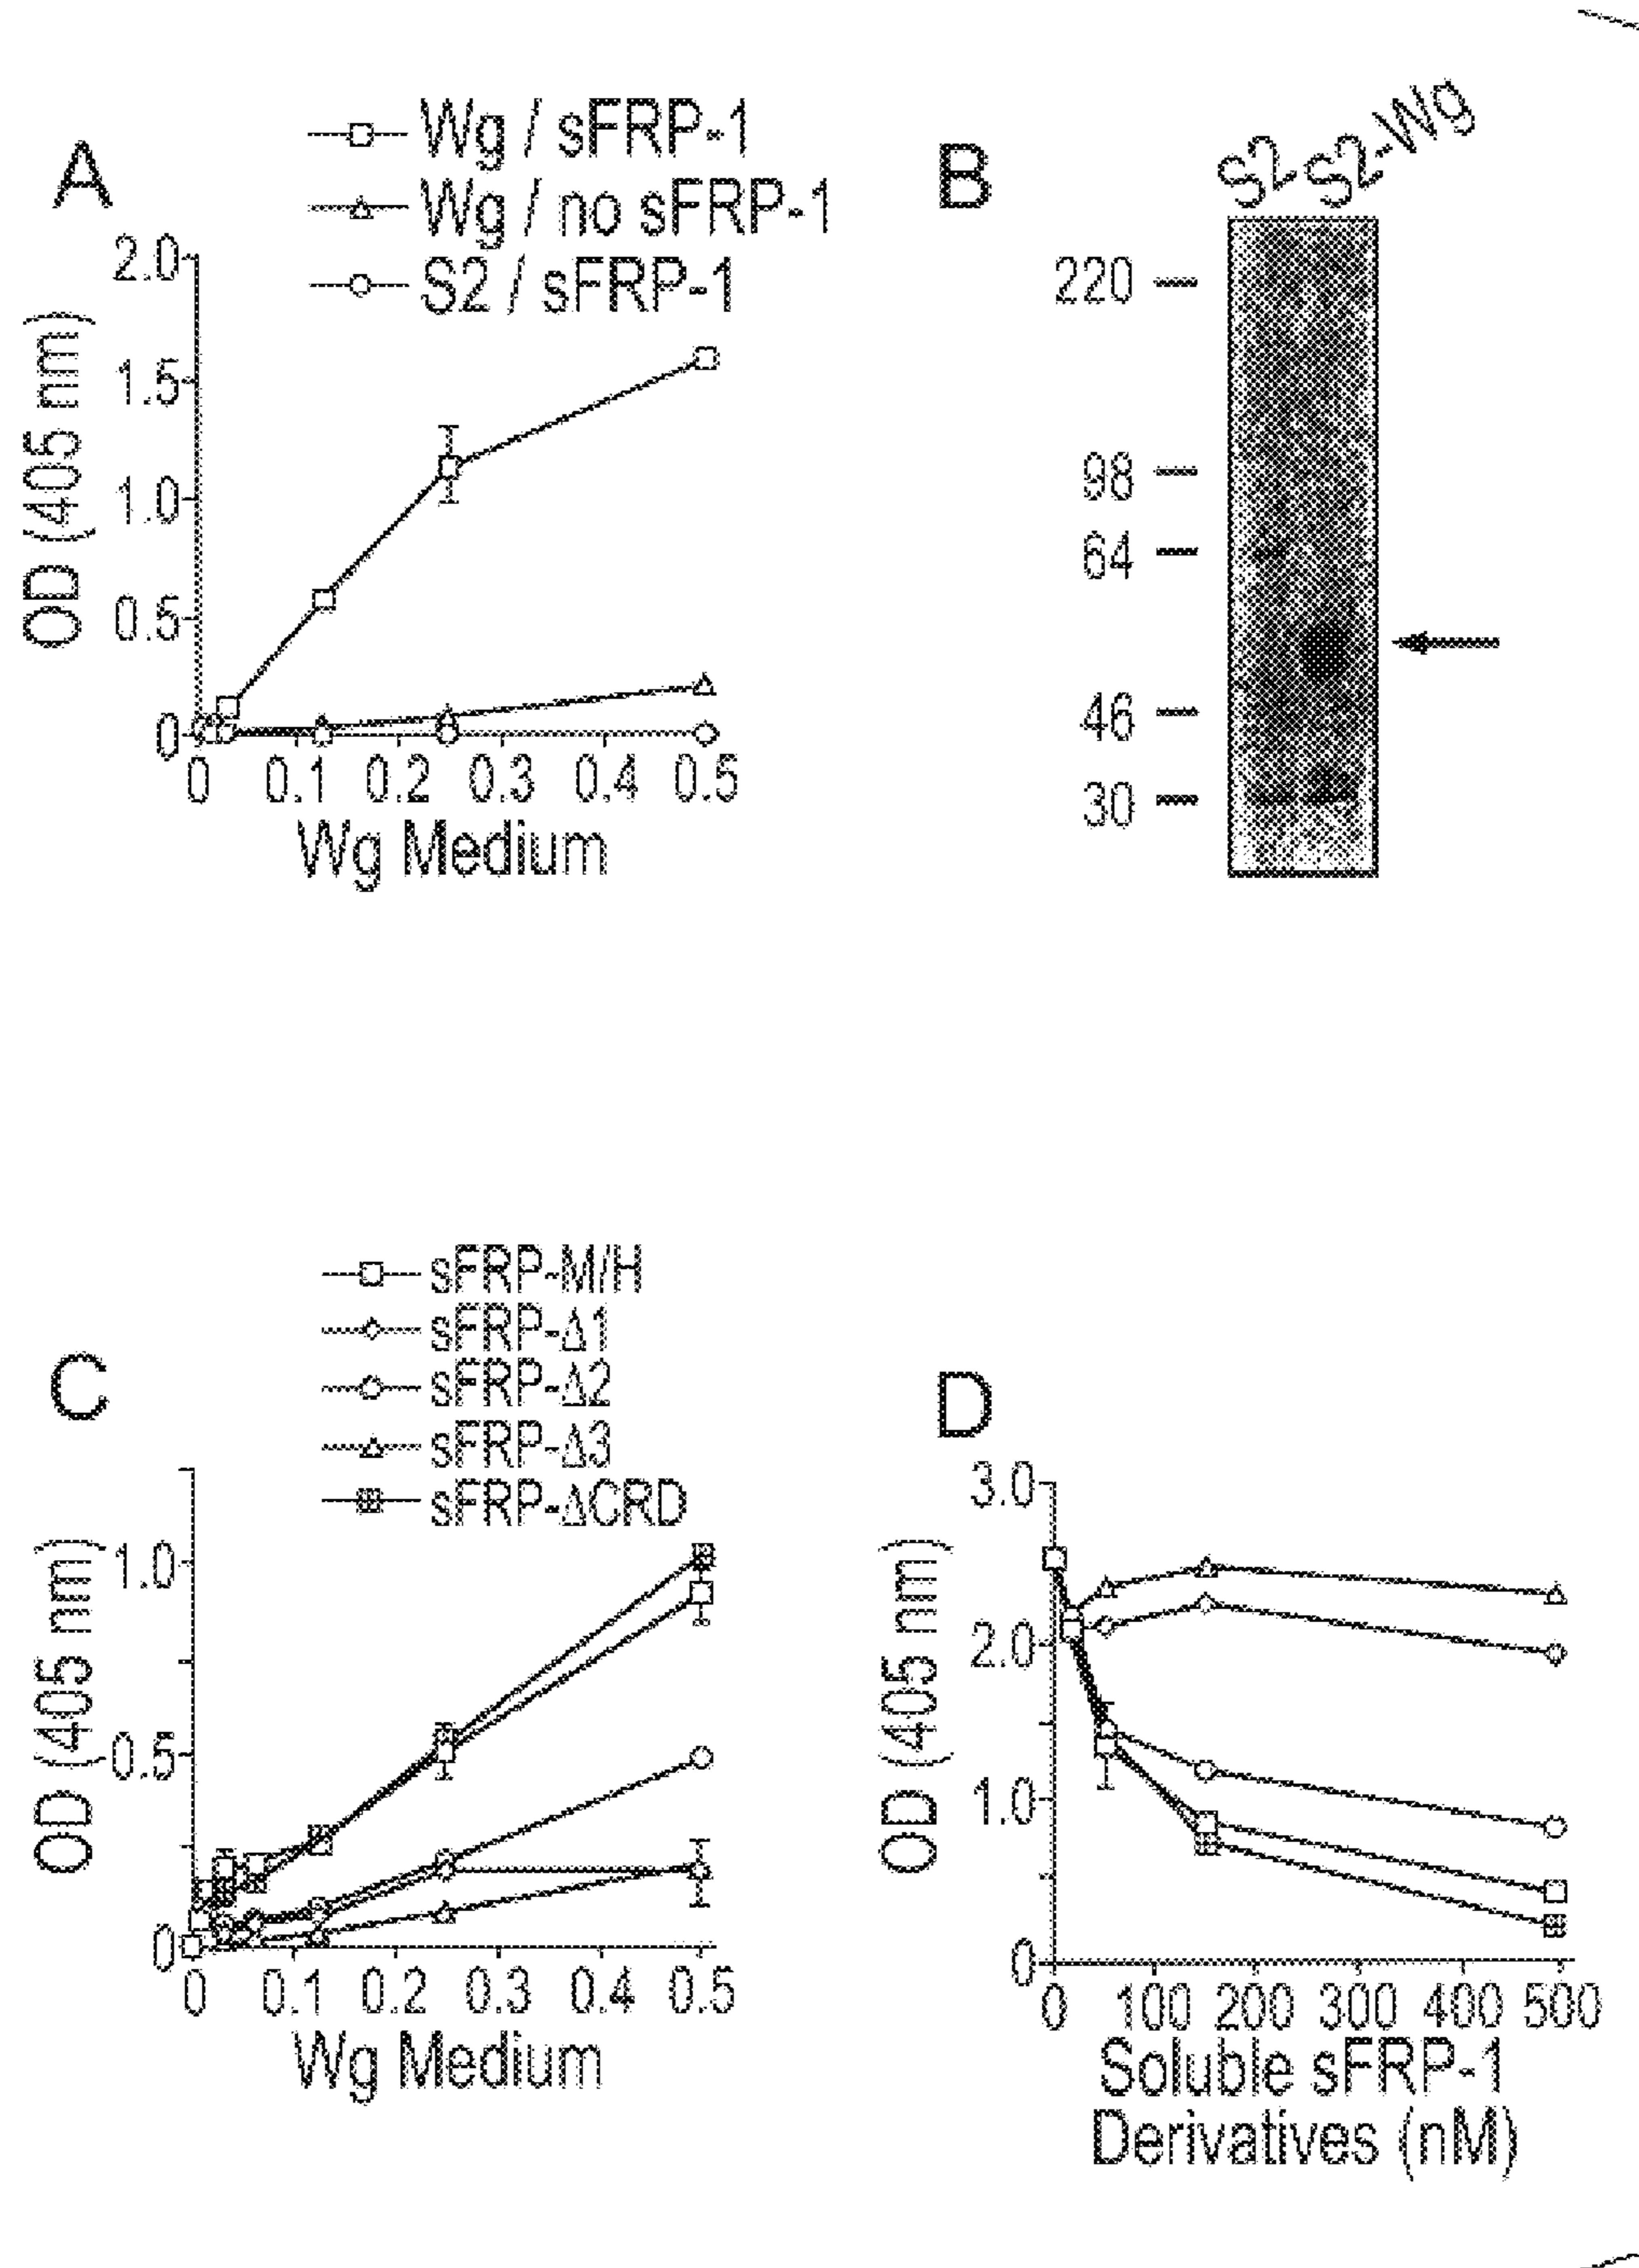 A
Wg / sFRP-1
Wg / no sFRP-1
S2 / sFRP-1
OD (405 nm)
2.0
1.5
1.0
0.5
0
0 0.1 0.2 0.3 0.4 0.5
Wg Medium
B
S2 S2-Wg
220
98
64
46
30
C
sFRP-M/H
sFRP-Δ1
sFRP-Δ2
sFRP-Δ3
sFRP-ΔCRD
OD (405 nm)
1.0
0.5
0
0 0.1 0.2 0.3 0.4 0.5
Wg Medium
D
OD (405 nm)
3.0
2.0
1.0
0
0 100 200 300 400 500
Soluble sFRP-1
Derivatives (nM)